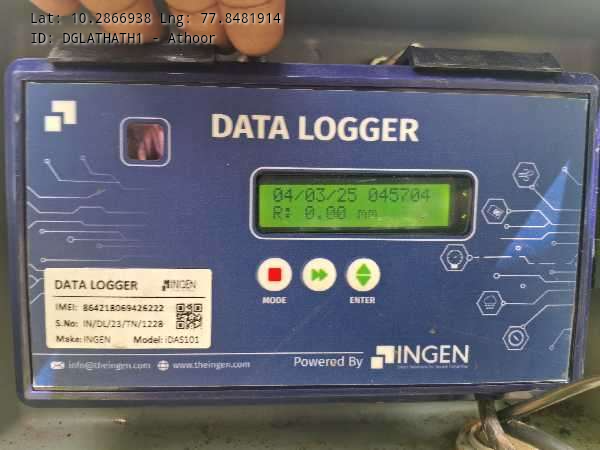 Lat: 10.2866938 Lng: 77.8481914
ID: DGLATHATH1 - Athoor
DATA LOGGER
04/03/25 045704
R: 0.00 mm
MODE
ENTER
DATA LOGGER INGEN
IMEI: 864218069426222
S.No: IN/DL/23/TN/1228
Make: INGEN Model: iDAS101
info@theingen.com www.theingen.com
Powered By INGEN